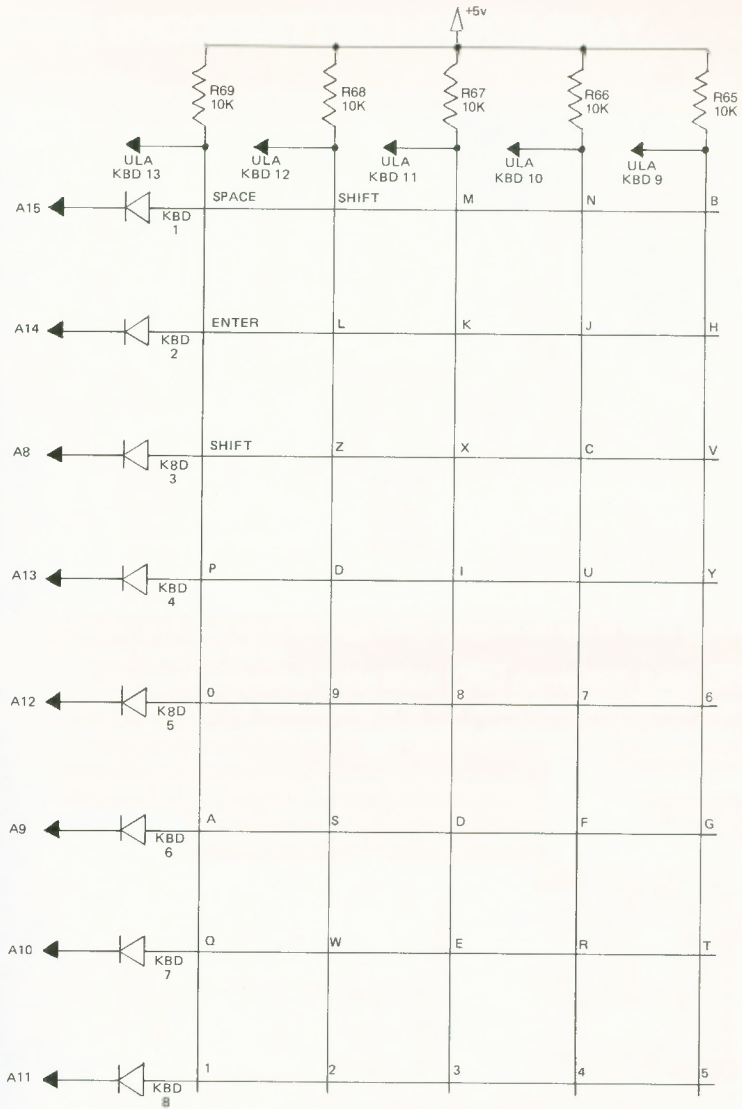 +5v
R69 10K
R68 10K
R67 10K
R66 10K
R65 10K
ULA KBD 13
ULA KBD 12
ULA KBD 11
ULA KBD 10
ULA KBD 9
A15
KBD 1
SPACE SHIFT M N B
A14
KBD 2
ENTER L K J H
A8
K8D 3
SHIFT Z X C V
A13
KBD 4
P D I U Y
A12
K8D 5
0 9 8 7 6
A9
KBD 6
A S D F G
A10
KBD 7
Q W E R T
A11
KBD 8
1 2 3 4 5